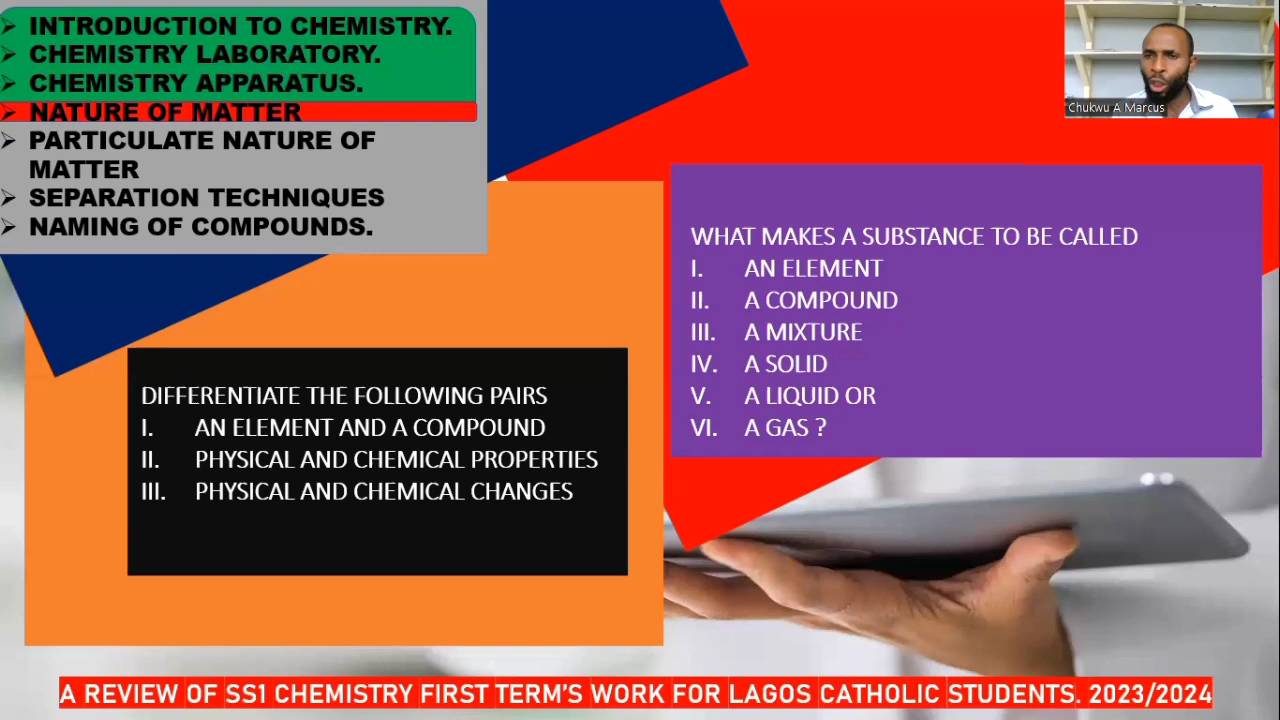 ➢ INTRODUCTION TO CHEMISTRY.
➢ CHEMISTRY LABORATORY.
➢ CHEMISTRY APPARATUS.
➢ NATURE OF MATTER
➢ PARTICULATE NATURE OF
MATTER
➢ SEPARATION TECHNIQUES
➢ NAMING OF COMPOUNDS.
Chukwu A Marcus
WHAT MAKES A SUBSTANCE TO BE CALLED
I. AN ELEMENT
II. A COMPOUND
III. A MIXTURE
IV. A SOLID
V. A LIQUID OR
VI. A GAS ?
DIFFERENTIATE THE FOLLOWING PAIRS
I. AN ELEMENT AND A COMPOUND
II. PHYSICAL AND CHEMICAL PROPERTIES
III. PHYSICAL AND CHEMICAL CHANGES
A REVIEW OF SS1 CHEMISTRY FIRST TERM'S WORK FOR LAGOS CATHOLIC STUDENTS. 2023/2024